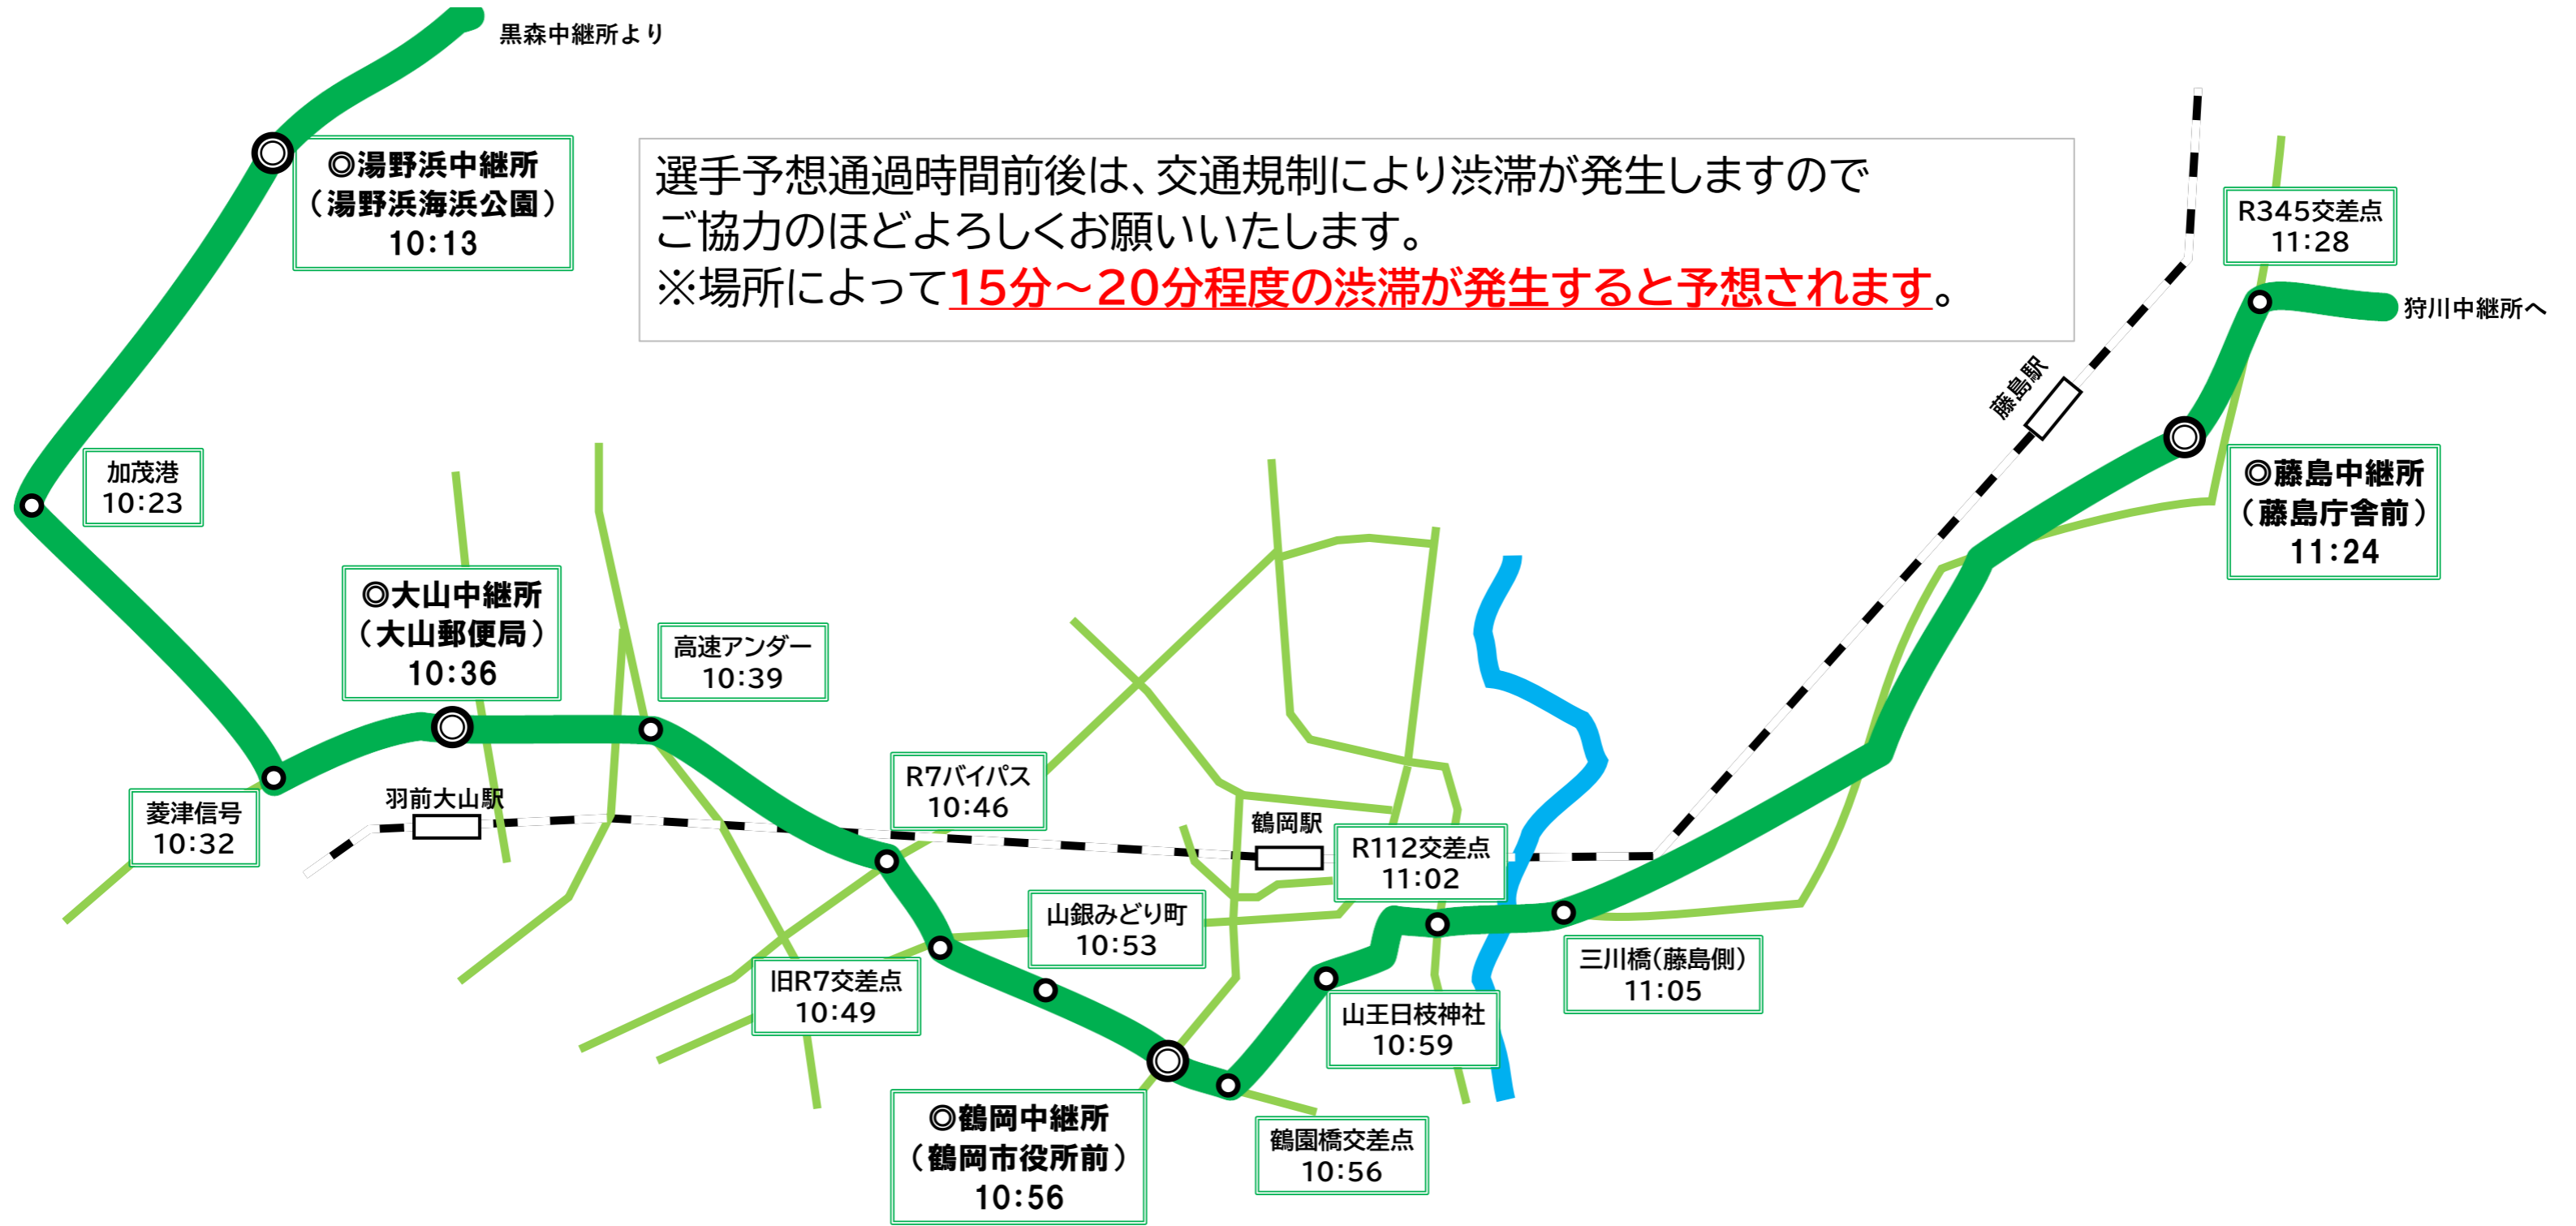 黒森中継所より
◎湯野浜中継所
（湯野浜海浜公園）
10:13
選手予想通過時間前後は、交通規制により渋滞が発生しますので
ご協力のほどよろしくお願いいたします。
※場所によって15分～20分程度の渋滞が発生すると予想されます。
R345交差点
11:28
狩川中継所へ
藤島駅
加茂港
10:23
◎藤島中継所
（藤島庁舎前）
11:24
◎大山中継所
（大山郵便局）
10:36
高速アンダー
10:39
R7バイパス
10:46
羽前大山駅
菱津信号
10:32
鶴岡駅
R112交差点
11:02
山銀みどり町
10:53
旧R7交差点
10:49
三川橋（藤島側）
11:05
山王日枝神社
10:59
◎鶴岡中継所
（鶴岡市役所前）
10:56
鶴園橋交差点
10:56